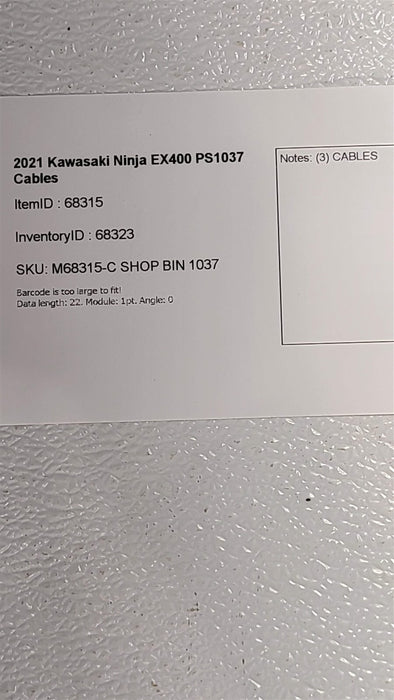 2021 Kawasaki Ninja EX400 PS1037
Cables
ItemID : 68315
InventoryID : 68323
SKU: M68315-C SHOP BIN 1037
Barcode is too large to fit!
Data length: 22. Module: 1pt. Angle: 0
Notes: (3) CABLES